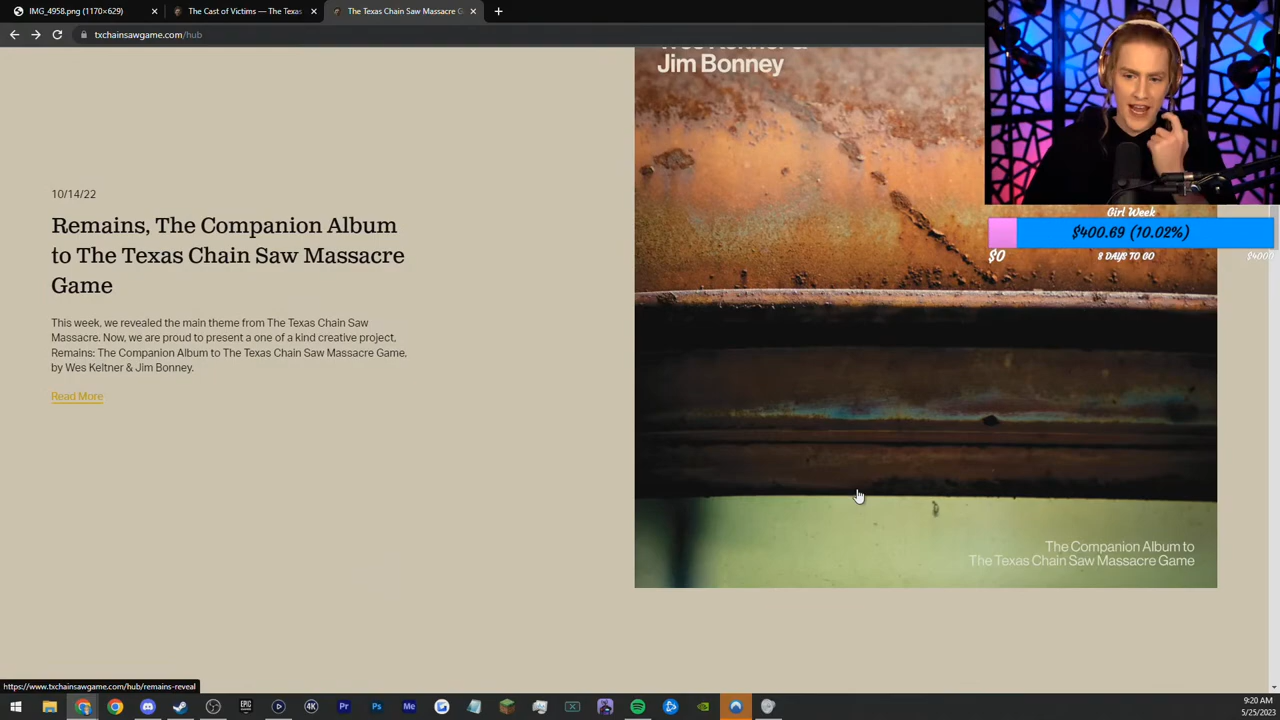 IMG_4958.png (1170×629)
The Cast of Victims — The Texas
The Texas Chain Saw Massacre G
txchainsawgame.com/hub
Jim Bonney
10/14/22
Remains, The Companion Album
to The Texas Chain Saw Massacre
Game
This week, we revealed the main theme from The Texas Chain Saw
Massacre. Now, we are proud to present a one of a kind creative project,
Remains: The Companion Album to The Texas Chain Saw Massacre Game,
by Wes Keltner & Jim Bonney.
Read More
Girl Week
$400.69 (10.02%)
$0
8 DAYS TO GO
$4000
The Companion Album to
The Texas Chain Saw Massacre Game
https://www.txchainsawgame.com/hub/remains-reveal
EPIC
4K
Pr
Ps
Me
9:20 AM
5/25/2023